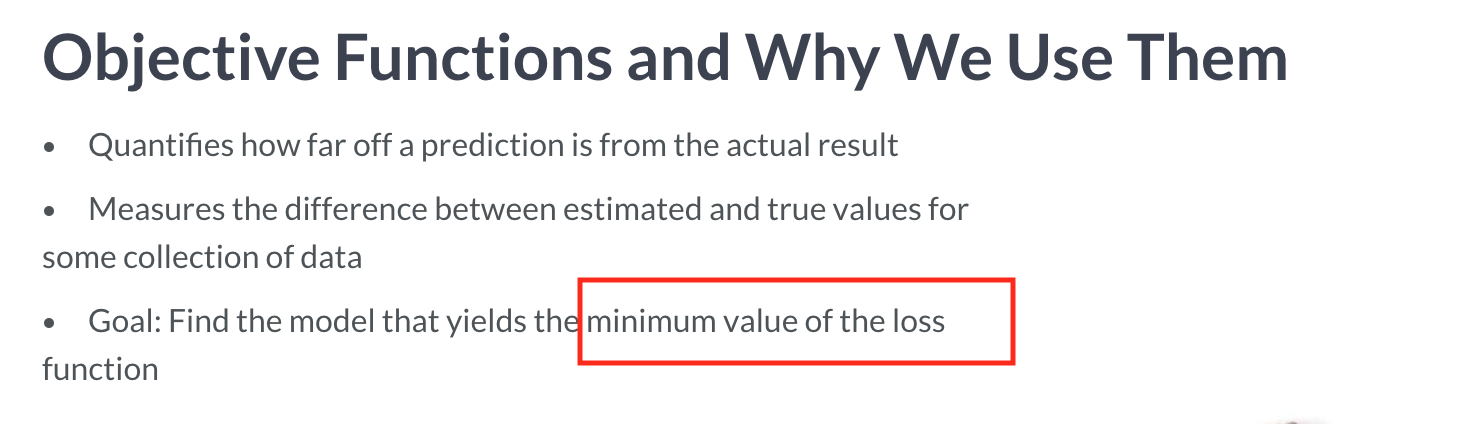 Objective Functions and Why We Use Them
• Quantifies how far off a prediction is from the actual result
• Measures the difference between estimated and true values for
some collection of data
• Goal: Find the model that yields the minimum value of the loss
function